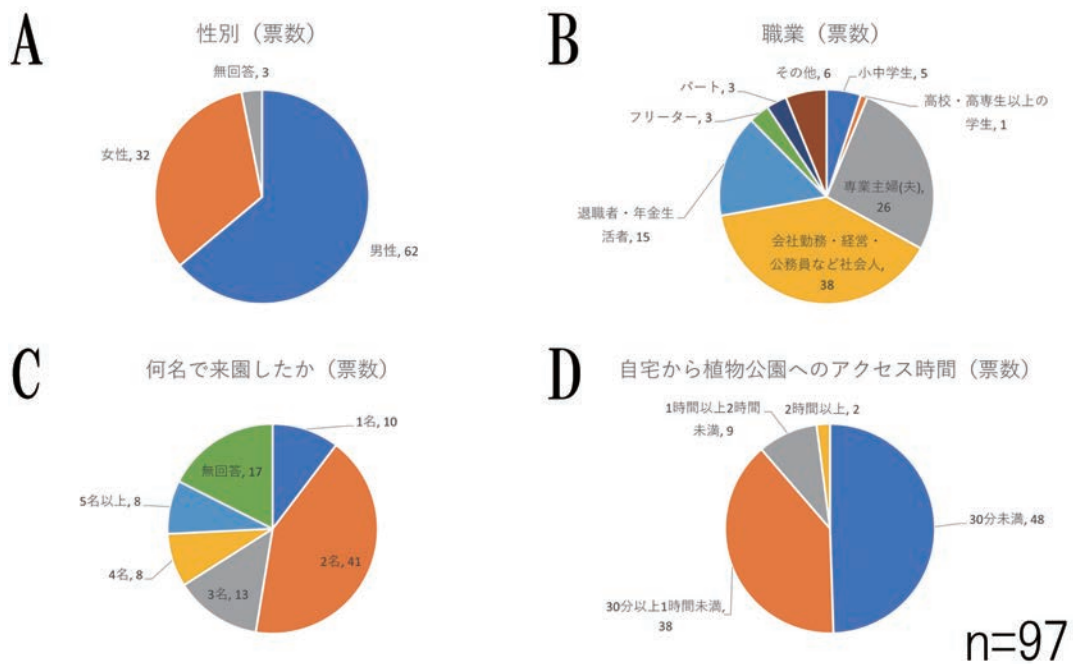 A
性別（票数）
無回答, 3
女性, 32
男性, 62
B
職業（票数）
その他, 6
小中学生, 5
パート, 3
高校・高専生以上の
学生, 1
フリーター, 3
専業主婦(夫),
26
退職者・年金生
活者, 15
会社勤務・経営・
公務員など社会人,
38
C
何名で来園したか（票数）
1名, 10
無回答, 17
5名以上, 8
2名, 41
4名, 8
3名, 13
D
自宅から植物公園へのアクセス時間（票数）
1時間以上2時間
未満, 9
2時間以上, 2
30分未満, 48
30分以上1時間未満,
38
n=97